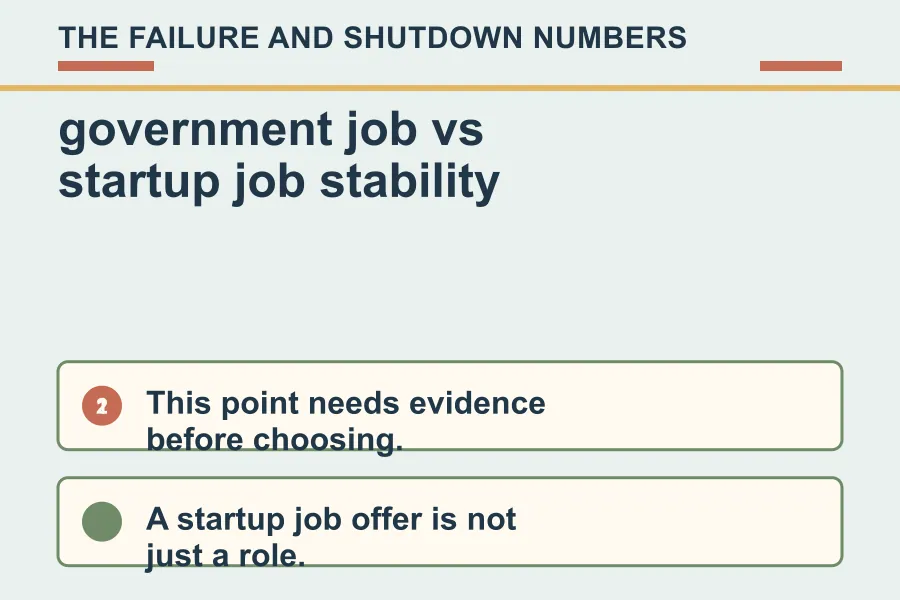 THE FAILURE AND SHUTDOWN NUMBERS
government job vs
startup job stability
2
This point needs evidence
before choosing.
A startup job offer is not
just a role.